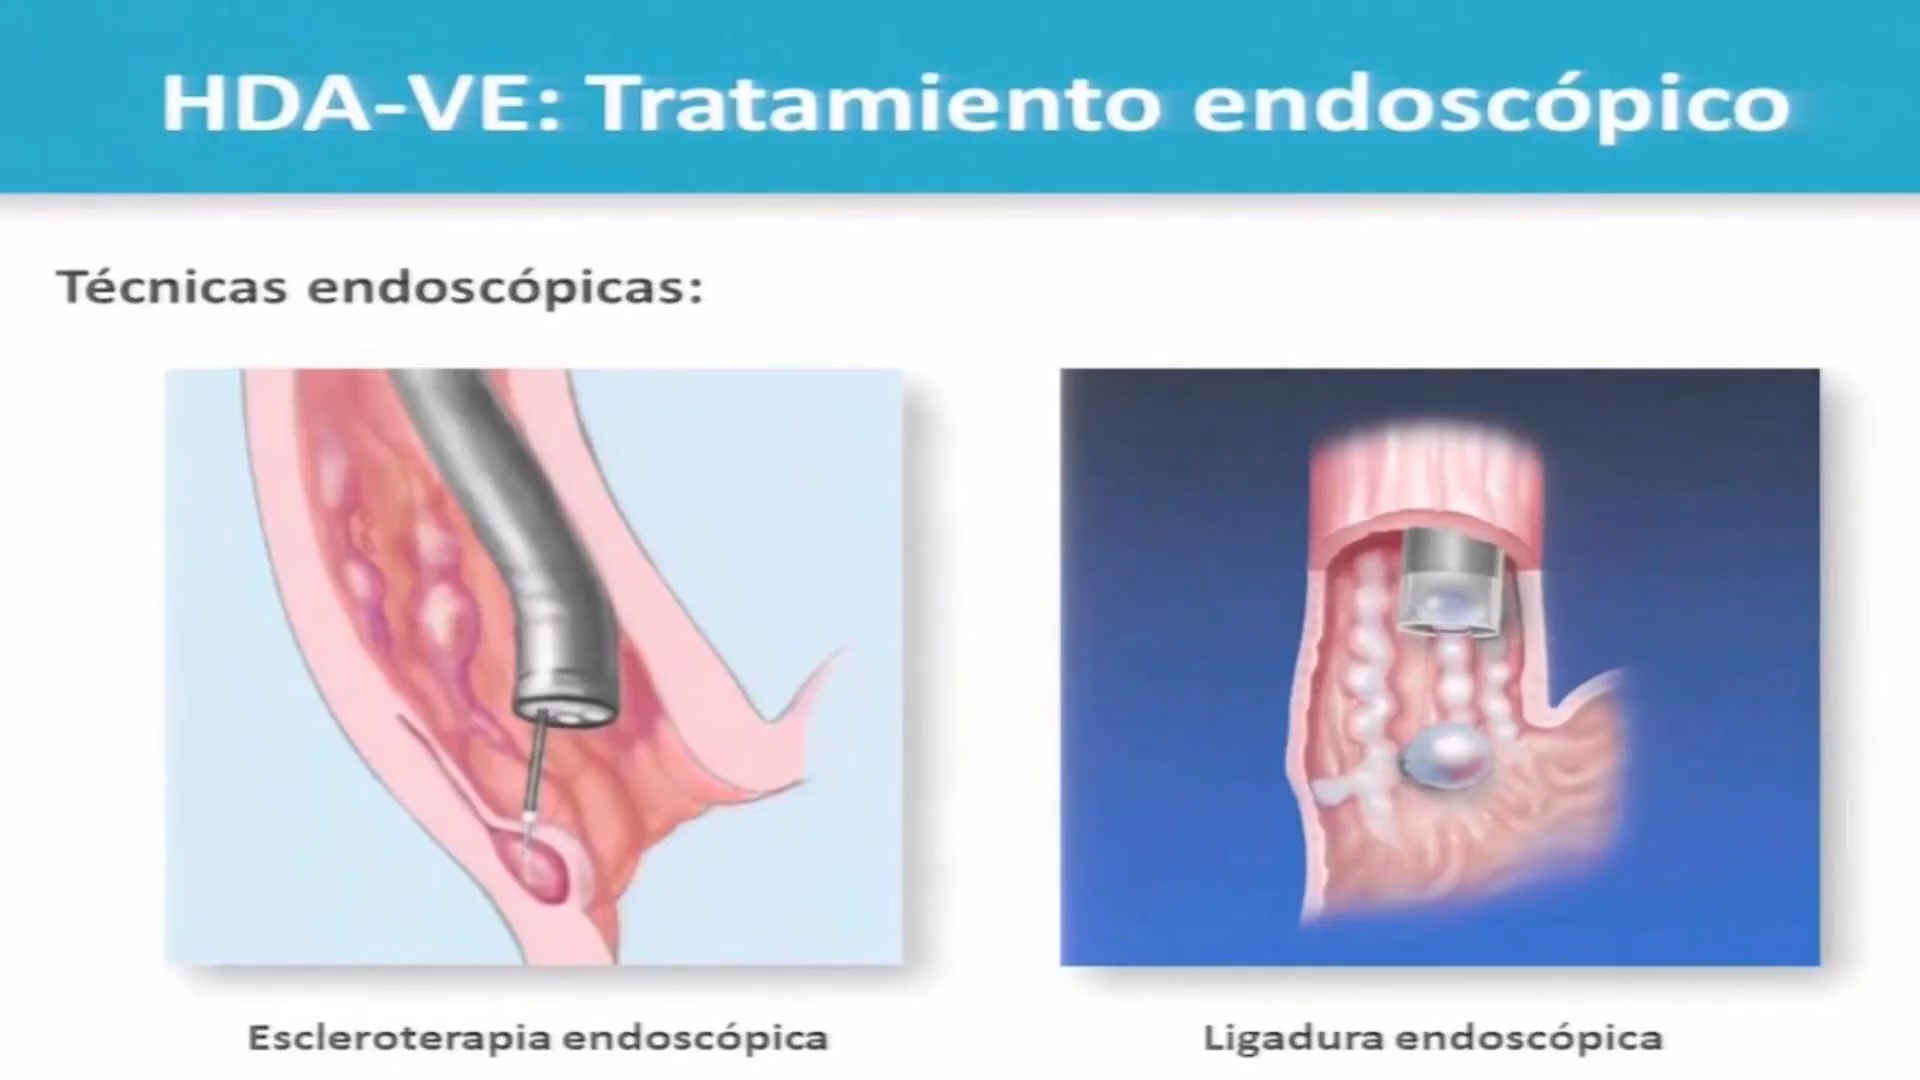 HDA-VE: Tratamiento endoscópico
Técnicas endoscópicas:
Escleroterapia endoscópica
Ligadura endoscópica